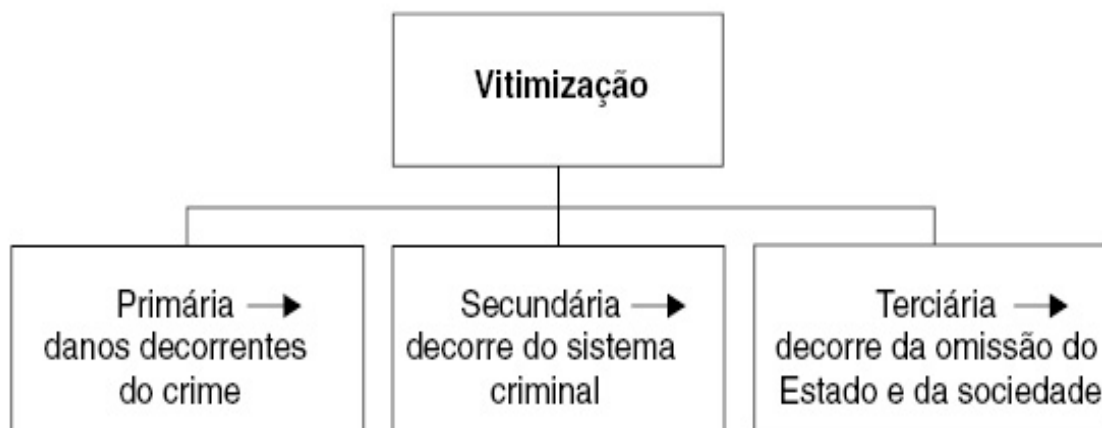 Vitimização
Primária →
danos decorrentes
do crime
Secundária →
decorre do sistema
criminal
Terciária →
decorre da omissão do
Estado e da sociedade